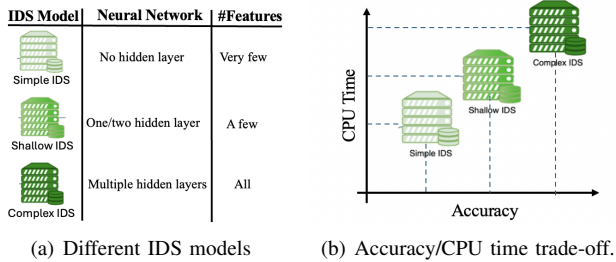 IDS Model Neural Network #Features
Simple IDS No hidden layer Very few
Shallow IDS One/two hidden layer A few
Complex IDS Multiple hidden layers All
(a) Different IDS models
CPU Time
Complex IDS
Shallow IDS
Simple IDS
Accuracy
(b) Accuracy/CPU time trade-off.